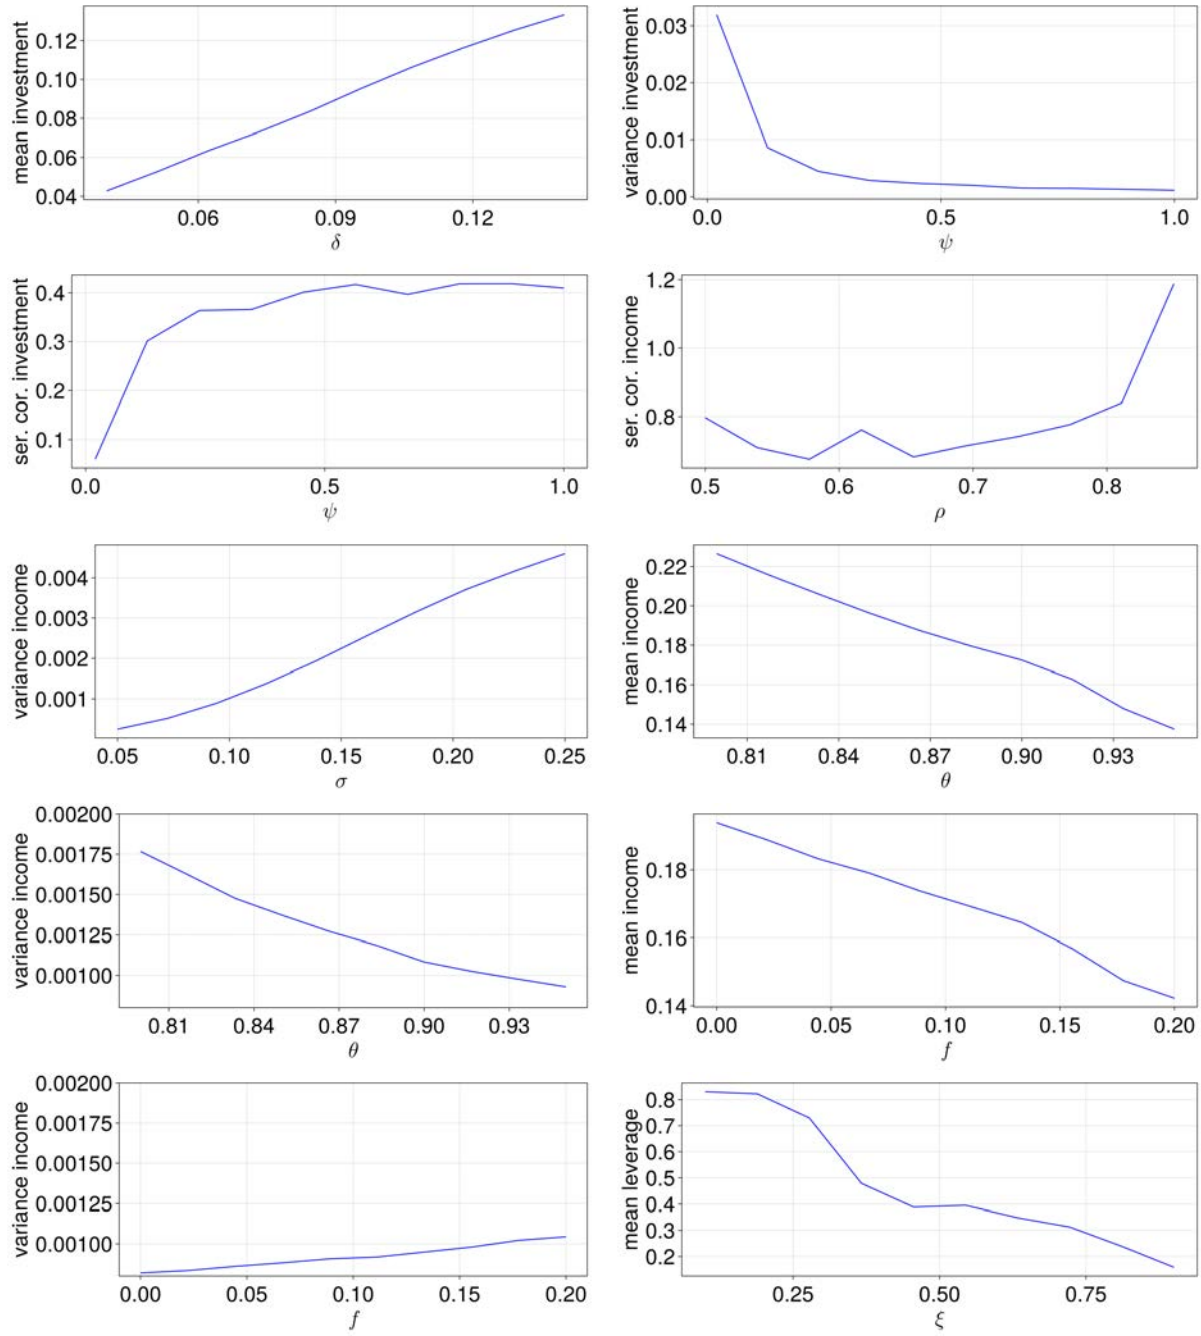 mean investment
0.12
0.10
0.08
0.06
0.04
0.06 0.09 0.12
δ
variance investment
0.03
0.02
0.01
0.00
0.0 0.5 1.0
ψ
ser. cor. investment
0.4
0.3
0.2
0.1
0.0 0.5 1.0
ψ
ser. cor. income
1.2
1.0
0.8
0.5 0.6 0.7 0.8
ρ
variance income
0.004
0.003
0.002
0.001
0.05 0.10 0.15 0.20 0.25
σ
mean income
0.22
0.20
0.18
0.16
0.14
0.81 0.84 0.87 0.90 0.93
θ
variance income
0.00200
0.00175
0.00150
0.00125
0.00100
0.81 0.84 0.87 0.90 0.93
θ
mean income
0.18
0.16
0.14
0.00 0.05 0.10 0.15 0.20
f
variance income
0.00200
0.00175
0.00150
0.00125
0.00100
0.00 0.05 0.10 0.15 0.20
f
mean leverage
0.8
0.7
0.6
0.5
0.4
0.3
0.2
0.25 0.50 0.75
ξ